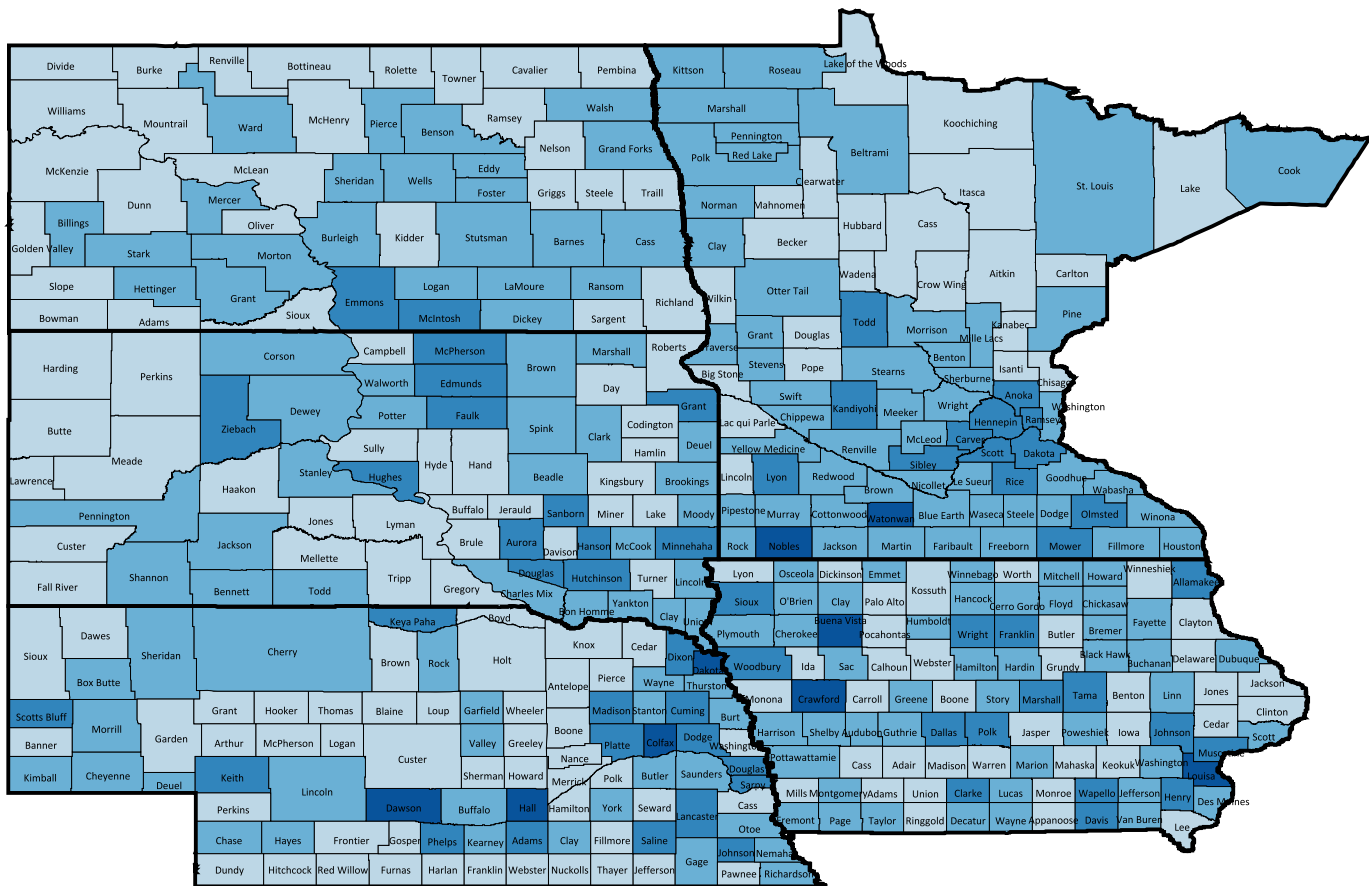 Divide Burke Renville Bottineau Rolette Towner Cavalier Pembina Kittson Roseau Lake of the Woods
Williams Mountrail Ward McHenry Pierce Benson Ramsey Walsh Marshall Koochiching
McKenzie Dunn McLean Sheridan Wells Eddy Foster Nelson Grand Forks Polk Pennington Red Lake Clearwater Beltrami Itasca St. Louis Lake Cook
Mercer Oliver Griggs Steele Traill Norman Mahnomen
Golden Valley Billings Stark Morton Burleigh Kidder Stutsman Barnes Cass Clay Becker Hubbard Cass
Slope Hettinger Grant Emmons Logan LaMoure Ransom Richland Wilkin Otter Tail Wadena Crow Wing Aitkin Carlton
Bowman Adams Sioux McIntosh Dickey Sargent Grant Douglas Todd Morrison Mille Lacs Kanabec Pine
Harding Perkins Corson Campbell McPherson Brown Marshall Roberts Traverse Stevens Pope Stearns Benton Isanti Chisago
Dewey Walworth Edmunds Day Big Stone Swift Sherburne Anoka Washington
Butte Ziebach Potter Faulk Spink Clark Codington Grant Lac qui Parle Chippewa Kandiyohi Meeker Wright Hennepin Ramsey
Meade Sully Hyde Hand Hamlin Deuel Yellow Medicine Renville McLeod Carver Scott Dakota
Lawrence Haakon Stanley Hughes Beadle Kingsbury Brookings Lincoln Lyon Redwood Sibley Nicollet Le Sueur Rice Goodhue Wabasha
Pennington Jones Lyman Buffalo Jerauld Sanborn Miner Lake Moody Pipestone Murray Cottonwood Brown Watonwan Blue Earth Waseca Steele Dodge Olmsted Winona
Custer Jackson Mellette Brule Aurora Davison Hanson McCook Minnehaha Rock Nobles Jackson Martin Faribault Freeborn Mower Fillmore Houston
Fall River Shannon Bennett Todd Tripp Gregory Douglas Charles Mix Hutchinson Turner Lincoln Lyon Osceola Dickinson Emmet Winnebago Worth Mitchell Howard Winneshiek Allamakee
Bon Homme Yankton Clay Union Sioux O'Brien Clay Palo Alto Kossuth Hancock Cerro Gordo Floyd Chickasaw
Sioux Dawes Sheridan Cherry Keya Paha Boyd Plymouth Cherokee Buena Vista Pocahontas Humboldt Wright Franklin Butler Bremer Fayette Clayton
Box Butte Brown Rock Holt Knox Cedar Dixon Dakota Woodbury Ida Sac Calhoun Webster Hamilton Hardin Grundy Black Hawk Buchanan Delaware Dubuque
Scotts Bluff Morrill Garden Grant Hooker Thomas Blaine Loup Garfield Wheeler Antelope Pierce Wayne Thurston Monona Crawford Carroll Greene Boone Story Marshall Tama Benton Linn Jones Jackson
Banner Arthur McPherson Logan Custer Valley Greeley Boone Madison Stanton Cuming Burt Harrison Shelby Audubon Guthrie Dallas Polk Jasper Poweshiek Iowa Johnson Cedar Clinton Scott
Kimball Cheyenne Deuel Keith Lincoln Sherman Howard Nance Merrick Platte Colfax Dodge Washington Pottawattamie Cass Adair Madison Warren Marion Mahaska Keokuk Washington Muscatine Louisa
Perkins Dawson Buffalo Hall Hamilton Polk Butler Saunders Douglas Sarpy Mills Montgomery Adams Union Clarke Lucas Monroe Wapello Jefferson Henry Des Moines
York Seward Lancaster Cass Fremont Page Taylor Ringgold Decatur Wayne Appanoose Davis Van Buren Lee
Chase Hayes Frontier Gosper Phelps Kearney Adams Clay Fillmore Saline Otoe
Dundy Hitchcock Red Willow Furnas Harlan Franklin Webster Nuckolls Thayer Jefferson Gage Johnson Nemaha Pawnee Richardson